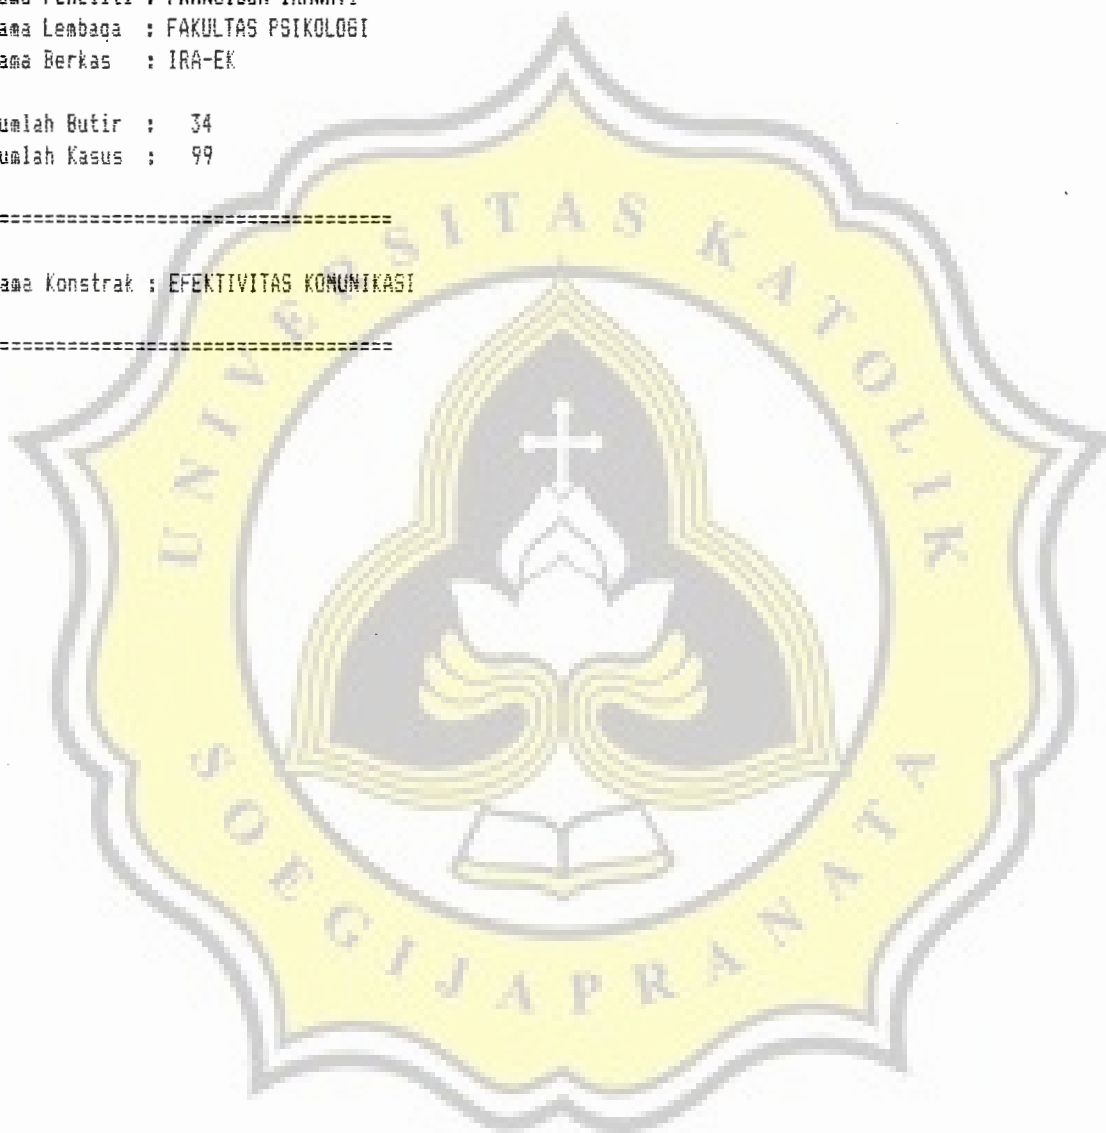 ama Lembaga : FAKULTAS PSIKOLOGI
ama Berkas : IRA-EK
umlah Butir : 34
umlah Kasus : 99
==================================
ama Konstrak : EFEKTIVITAS KOMUNIKASI
==================================
UNIVERSITAS KATOLIK
SOEGIJAPRANATA